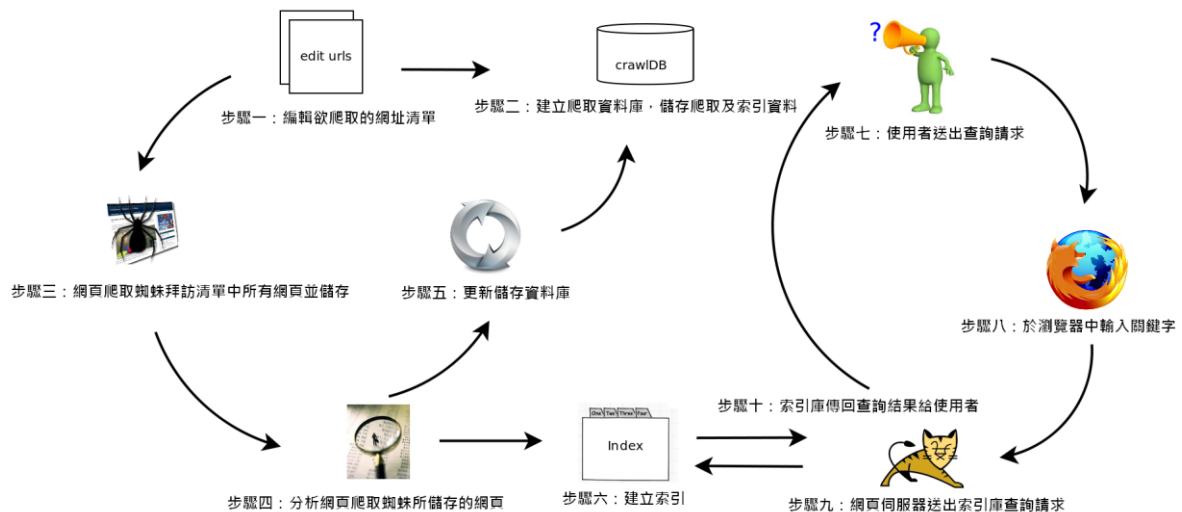 edit urls
步驟一：編輯欲爬取的網址清單
crawlDB
步驟二：建立爬取資料庫，儲存爬取及索引資料
步驟三：網頁爬取蜘蛛拜訪清單中所有網頁並儲存
步驟四：分析網頁爬取蜘蛛所儲存的網頁
步驟五：更新儲存資料庫
One Two Three Four
Index
步驟六：建立索引
?
步驟七：使用者送出查詢請求
步驟八：於瀏覽器中輸入關鍵字
步驟九：網頁伺服器送出索引庫查詢請求
步驟十：索引庫傳回查詢結果給使用者